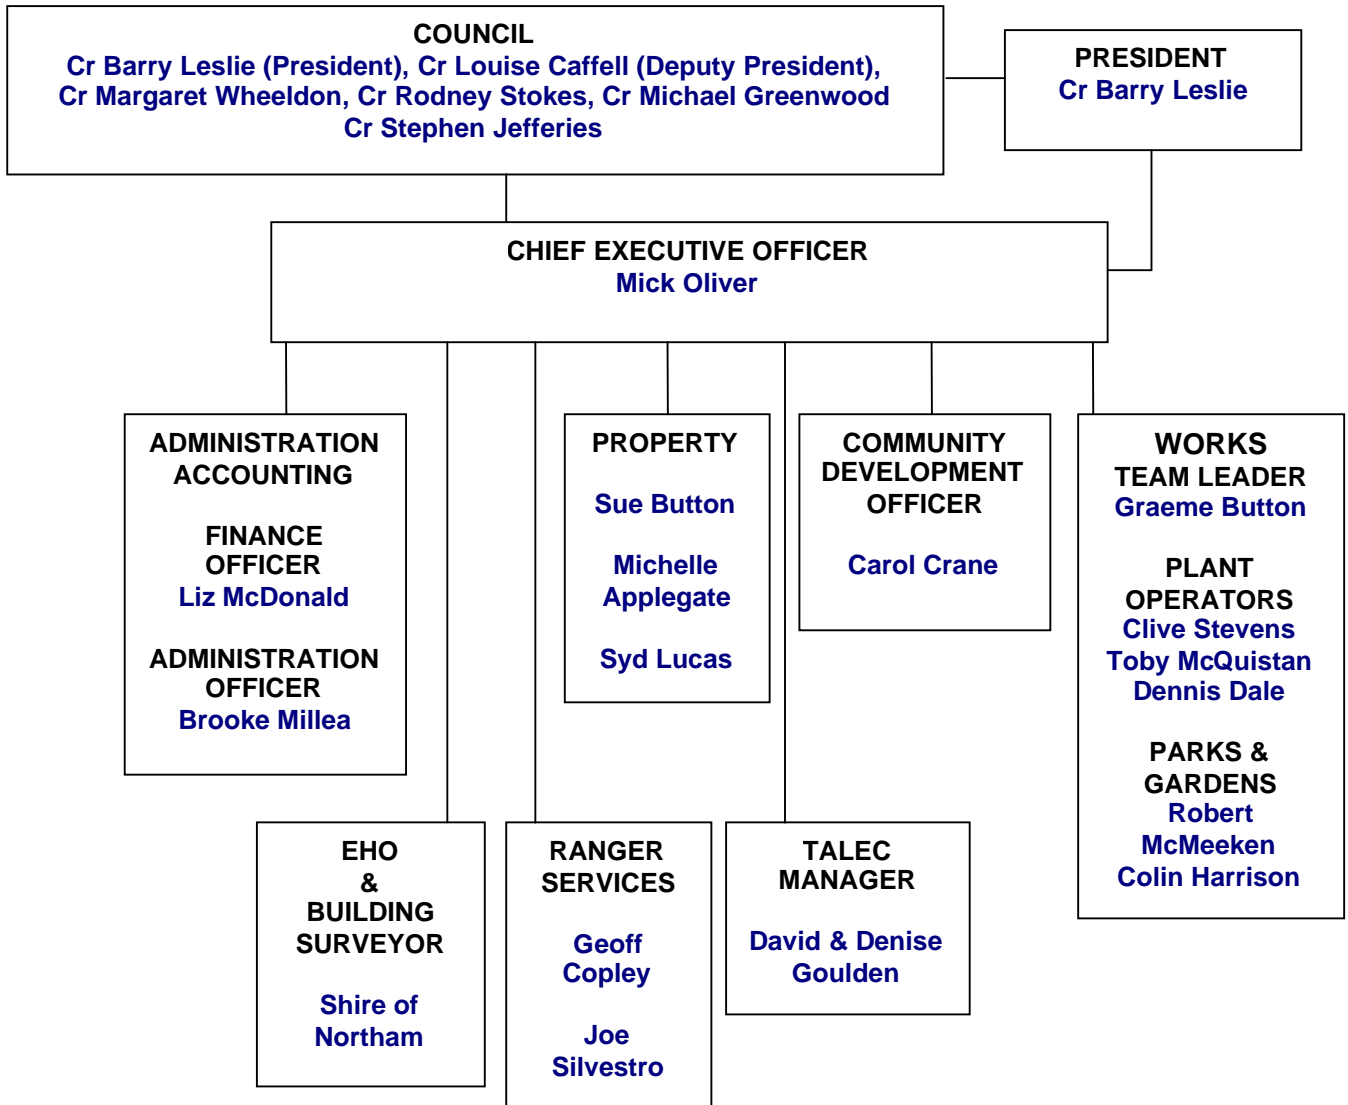 COUNCIL
Cr Barry Leslie (President), Cr Louise Caffell (Deputy President),
Cr Margaret Wheeldon, Cr Rodney Stokes, Cr Michael Greenwood
Cr Stephen Jefferies
PRESIDENT
Cr Barry Leslie
CHIEF EXECUTIVE OFFICER
Mick Oliver
ADMINISTRATION
ACCOUNTING
FINANCE
OFFICER
Liz McDonald
ADMINISTRATION
OFFICER
Brooke Millea
PROPERTY
Sue Button
Michelle
Applegate
Syd Lucas
COMMUNITY
DEVELOPMENT
OFFICER
Carol Crane
WORKS
TEAM LEADER
Graeme Button
PLANT
OPERATORS
Clive Stevens
Toby McQuistan
Dennis Dale
PARKS &
GARDENS
Robert
McMeeken
Colin Harrison
EHO
&
BUILDING
SURVEYOR
Shire of
Northam
RANGER
SERVICES
Geoff
Copley
Joe
Silvestro
TALEC
MANAGER
David & Denise
Goulden